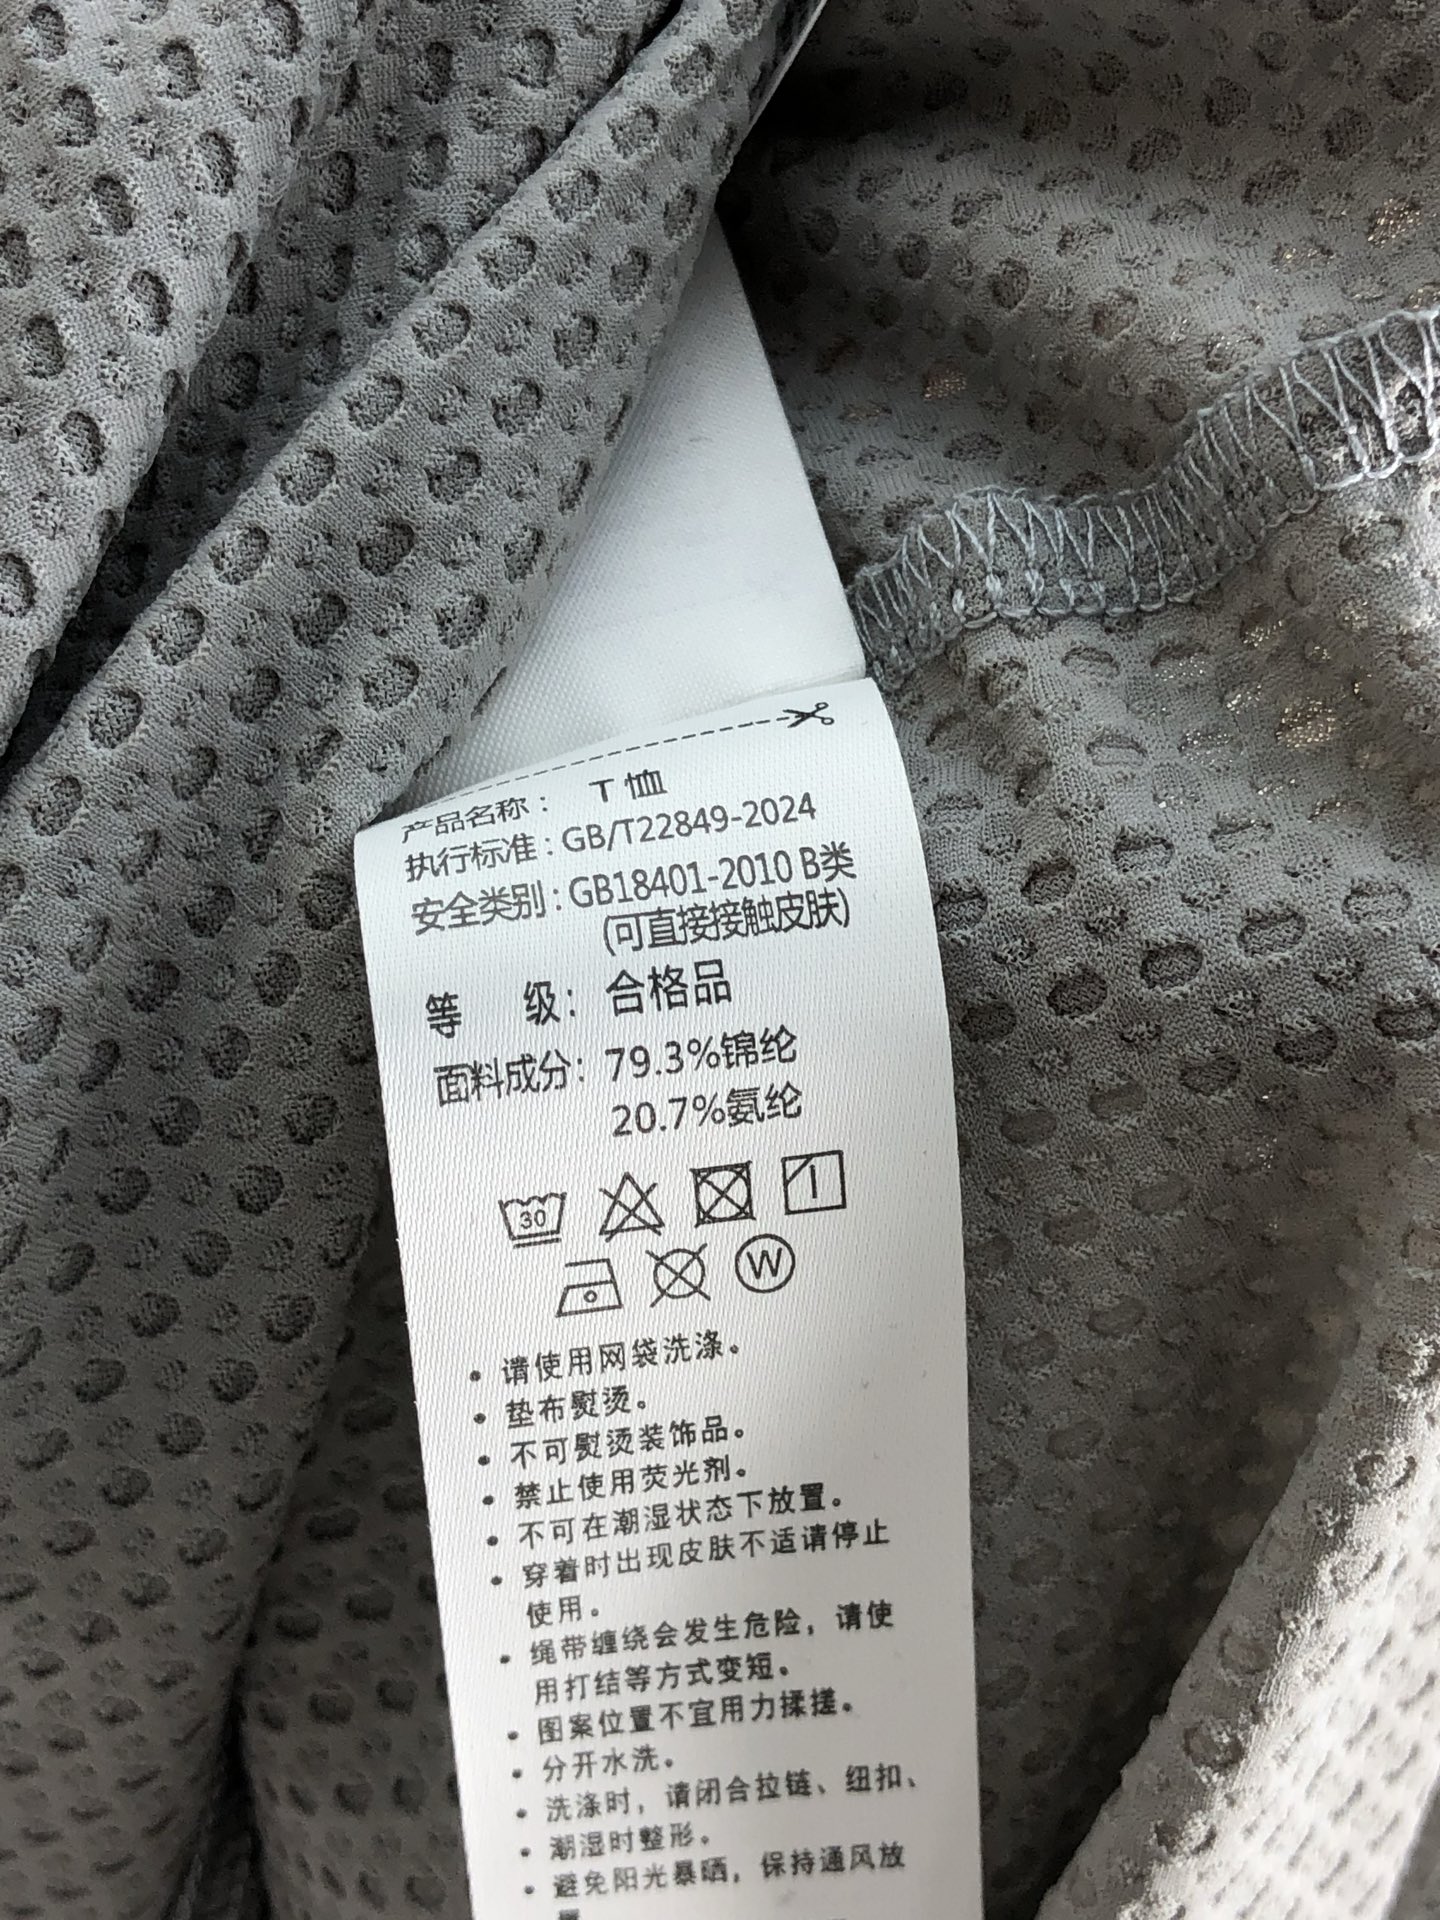 产品名称： T恤
执行标准：GB/T22849-2024
安全类别：GB18401-2010 B类
(可直接接触皮肤)
等 级：合格品
面料成分：79.3%锦纶
20.7%氨纶
30
W
• 请使用网袋洗涤。
• 垫布熨烫。
• 不可熨烫装饰品。
• 禁止使用荧光剂。
• 不可在潮湿状态下放置。
• 穿着时出现皮肤不适请停止
使用。
• 绳带缠绕会发生危险，请使
用打结等方式变短。
• 图案位置不宜用力揉搓。
• 分开水洗。
• 洗涤时，请闭合拉链、纽扣、
• 潮湿时整形。
• 避免阳光暴晒，保持通风放